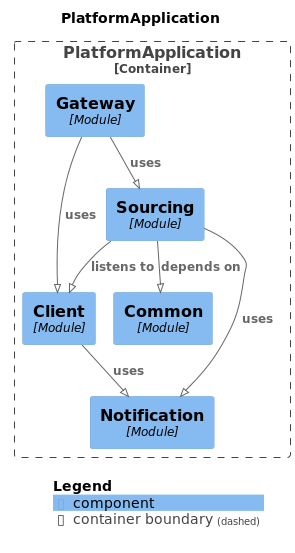 PlatformApplication
PlatformApplication
[Container]
Gateway
[Module]
uses
uses
Sourcing
[Module]
listens to
depends on
Client
[Module]
Common
[Module]
uses
uses
Notification
[Module]
Legend
component
container boundary (dashed)